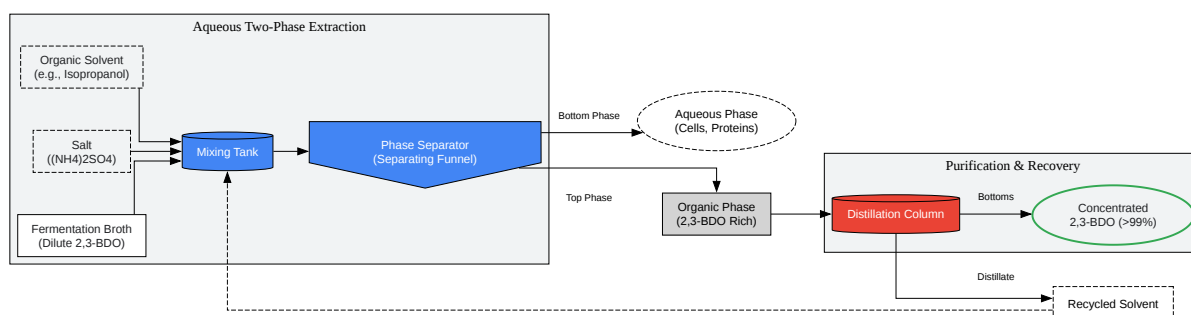 Aqueous Two-Phase Extraction
Organic Solvent
(e.g., Isopropanol)
Salt
((NH4)2SO4)
Fermentation Broth
(Dilute 2,3-BDO)
Mixing Tank
Phase Separator
(Separating Funnel)
Bottom Phase
Aqueous Phase
(Cells, Proteins)
Top Phase
Organic Phase
(2,3-BDO Rich)
Purification & Recovery
Distillation Column
Bottoms
Concentrated
2,3-BDO (>99%)
Distillate
Recycled Solvent